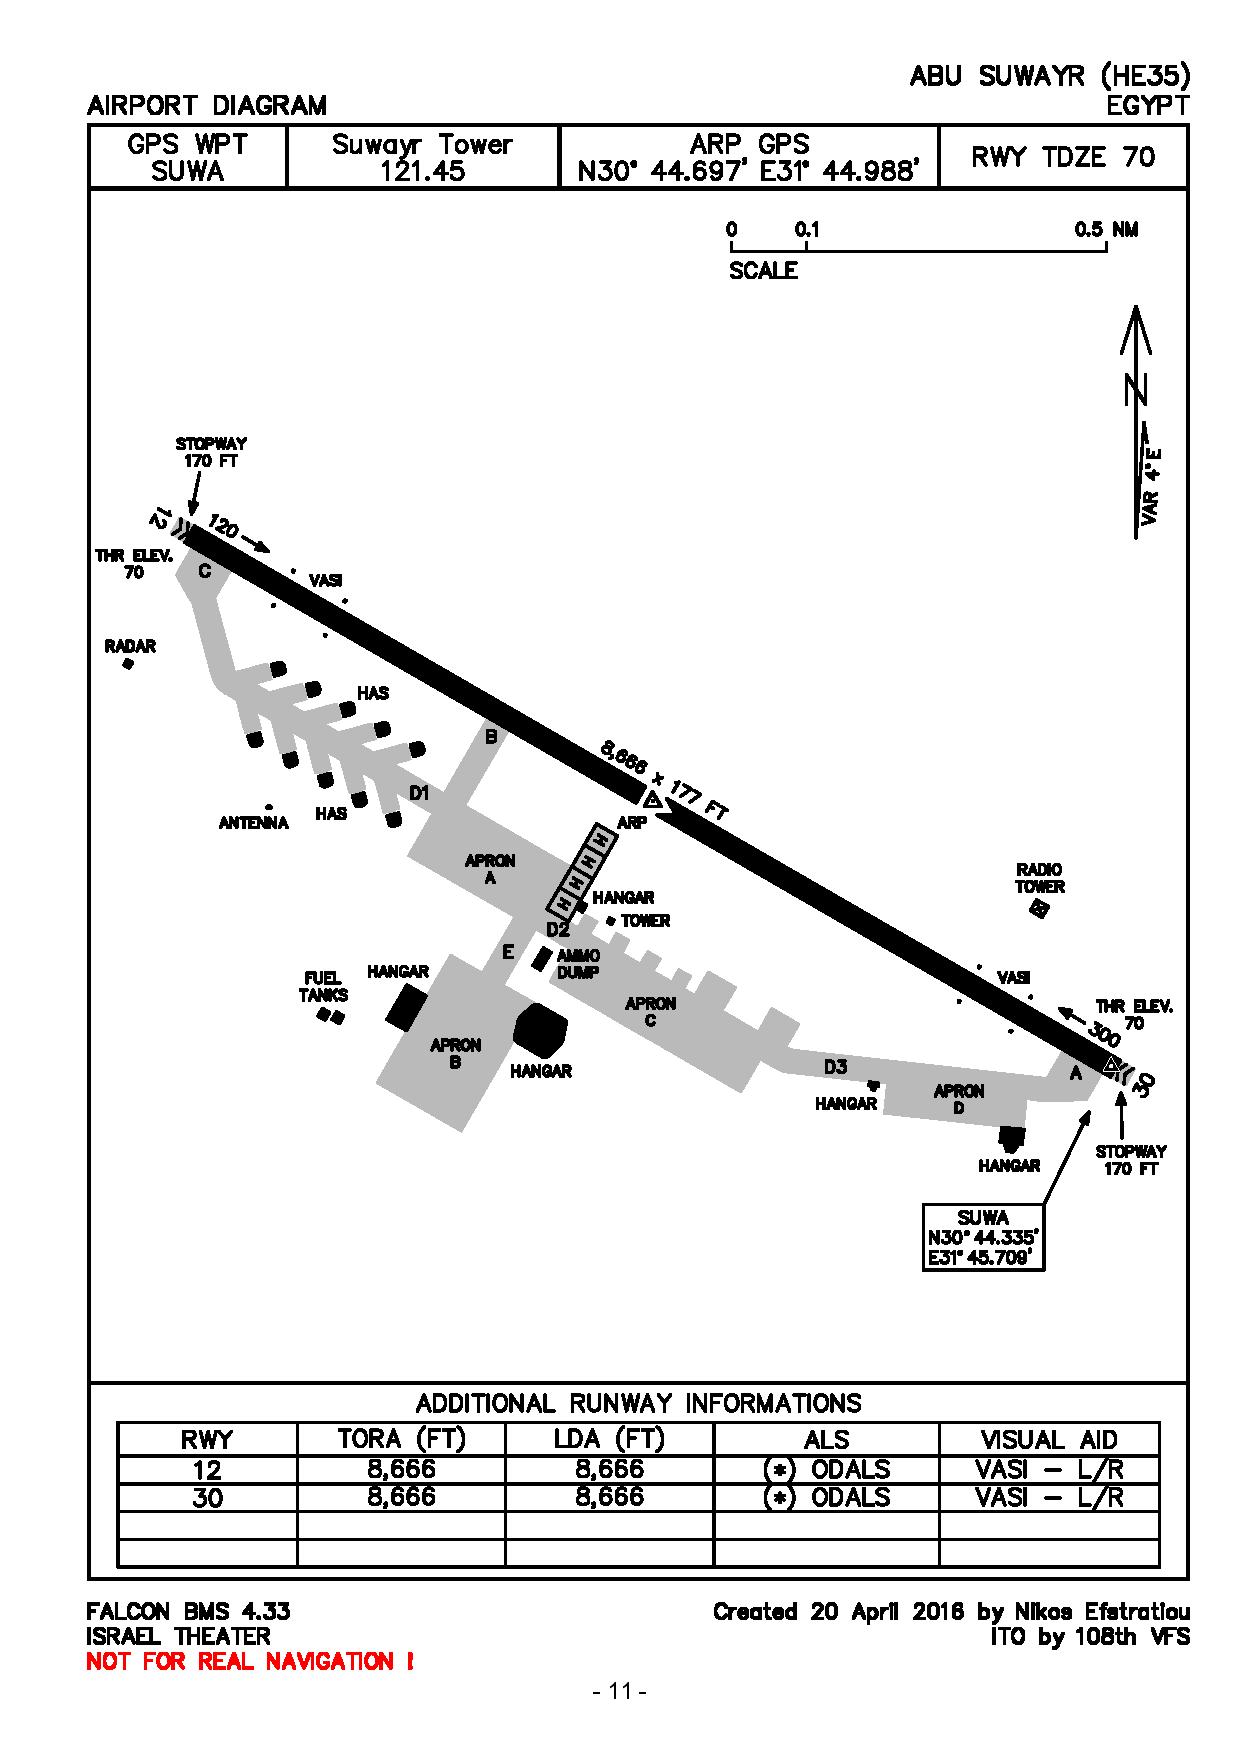 ABU SUWAYR (HE35)
AIRPORT DIAGRAM
EGYPT
GPS WPT
SUWA
Suwayr Tower
121.45
ARP GPS
N30° 44.697' E31° 44.988'
RWY TDZE 70
0 0.1 0.5 NM
SCALE
N
VAR 4° E
STOPWAY
170 FT
12
120
THR ELEV.
70
C
VASI
RADAR
HAS
B
8,666 x 177 FT
D1
ANTENNA
HAS
ARP
APRON
A
H
H
H
H
HANGAR
TOWER
D2
RADIO
TOWER
E
AMMO
DUMP
FUEL
TANKS
HANGAR
VASI
APRON
C
THR ELEV.
70
300
APRON
B
HANGAR
D3
A
30
HANGAR
APRON
D
HANGAR
STOPWAY
170 FT
SUWA
N30° 44.335'
E31° 45.709'
ADDITIONAL RUNWAY INFORMATIONS
RWY TORA (FT) LDA (FT) ALS VISUAL AID
12 8,666 8,666 (*) ODALS VASI - L/R
30 8,666 8,666 (*) ODALS VASI - L/R
FALCON BMS 4.33
Created 20 April 2016 by Nikos Efstratiou
ISRAEL THEATER
ITO by 108th VFS
NOT FOR REAL NAVIGATION !
- 11 -